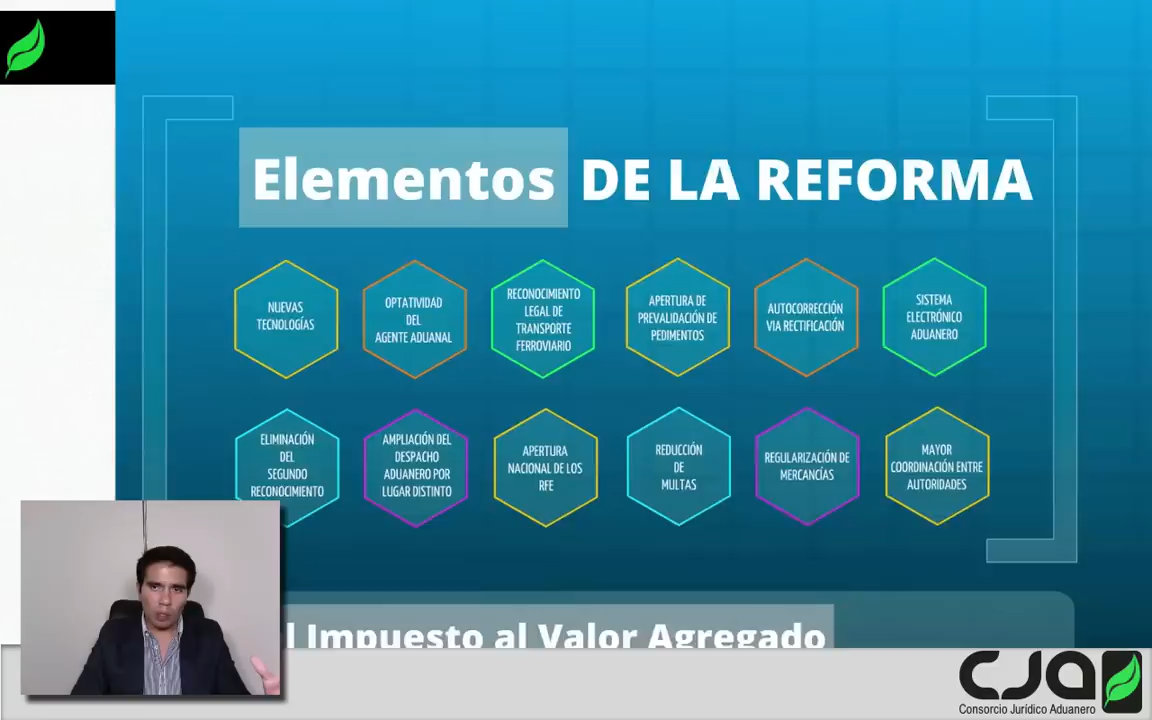 Elementos DE LA REFORMA
NUEVAS
TECNOLOGÍAS
OPTATIVIDAD
DEL
AGENTE ADUANAL
RECONOCIMIENTO
LEGAL DE
TRANSPORTE
FERROVIARIO
APERTURA DE
PREVALIDACIÓN DE
PEDIMENTOS
AUTOCORRECCIÓN
VIA RECTIFICACIÓN
SISTEMA
ELECTRÓNICO
ADUANERO
ELIMINACIÓN
DEL
SEGUNDO
RECONOCIMIENTO
AMPLIACIÓN DEL
DESPACHO
ADUANERO POR
LUGAR DISTINTO
APERTURA
NACIONAL DE LOS
RFE
REDUCCIÓN
DE
MULTAS
REGULARIZACIÓN DE
MERCANCÍAS
MAYOR
COORDINACIÓN ENTRE
AUTORIDADES
l Impuesto al Valor Agregado
CJA
Consorcio Jurídico Aduanero